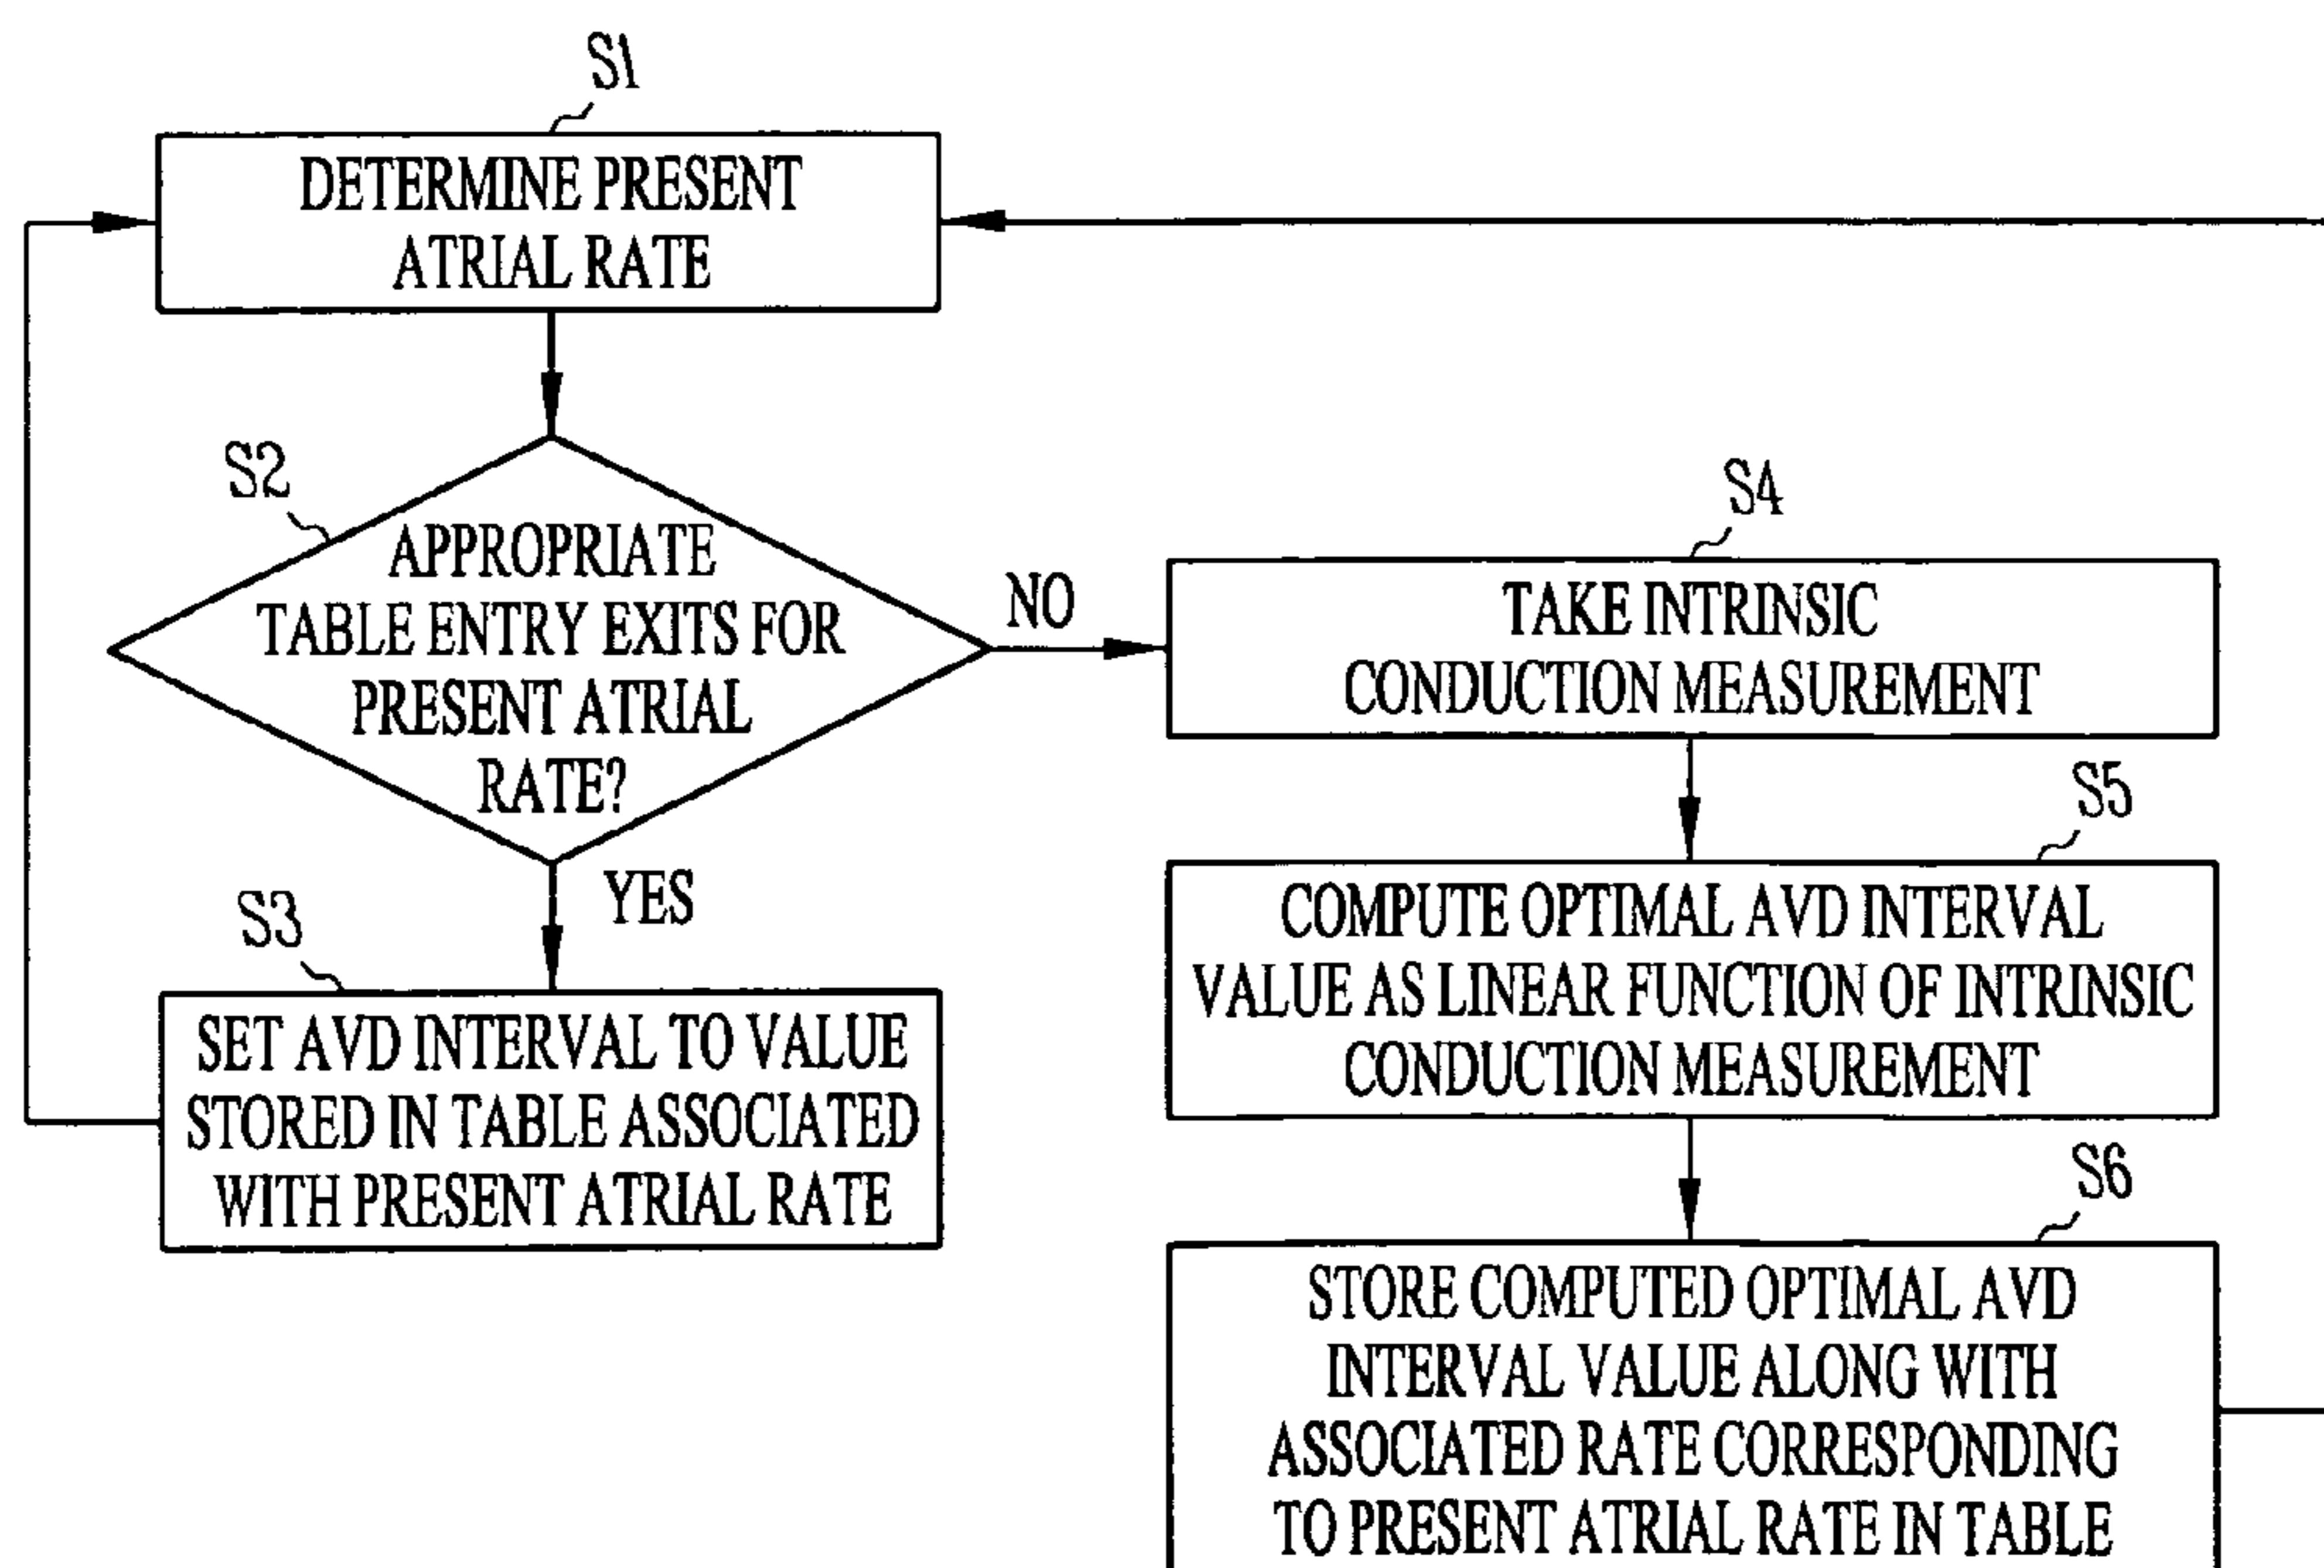 S1
DETERMINE PRESENT
ATRIAL RATE
S2
APPROPRIATE
TABLE ENTRY EXITS FOR
PRESENT ATRIAL
RATE?
NO
YES
S3
SET AVD INTERVAL TO VALUE
STORED IN TABLE ASSOCIATED
WITH PRESENT ATRIAL RATE
S4
TAKE INTRINSIC
CONDUCTION MEASUREMENT
S5
COMPUTE OPTIMAL AVD INTERVAL
VALUE AS LINEAR FUNCTION OF INTRINSIC
CONDUCTION MEASUREMENT
S6
STORE COMPUTED OPTIMAL AVD
INTERVAL VALUE ALONG WITH
ASSOCIATED RATE CORRESPONDING
TO PRESENT ATRIAL RATE IN TABLE